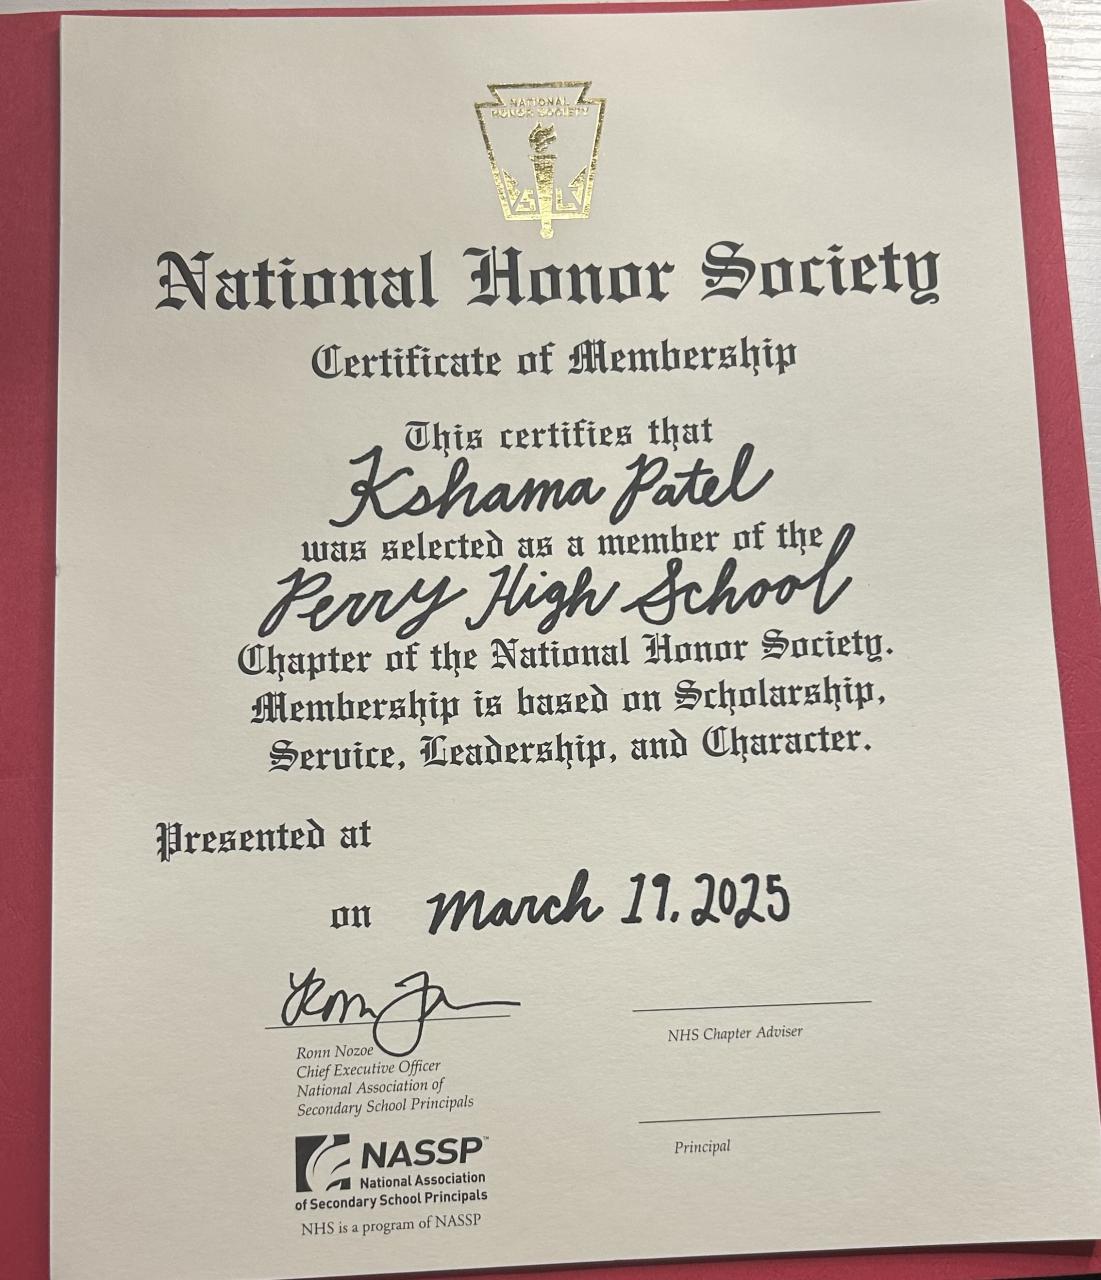 NATIONAL
HONOR SOCIETY
S L
National Honor Society
Certificate of Membership
This certifies that
Kshama Patel
was selected as a member of the
Perry High School
Chapter of the National Honor Society.
Membership is based on Scholarship,
Service, Leadership, and Character.
Presented at
on March 19, 2025
Ronn Nozoe
Chief Executive Officer
National Association of
Secondary School Principals
NHS Chapter Adviser
Principal
NASSP™
National Association
of Secondary School Principals
NHS is a program of NASSP